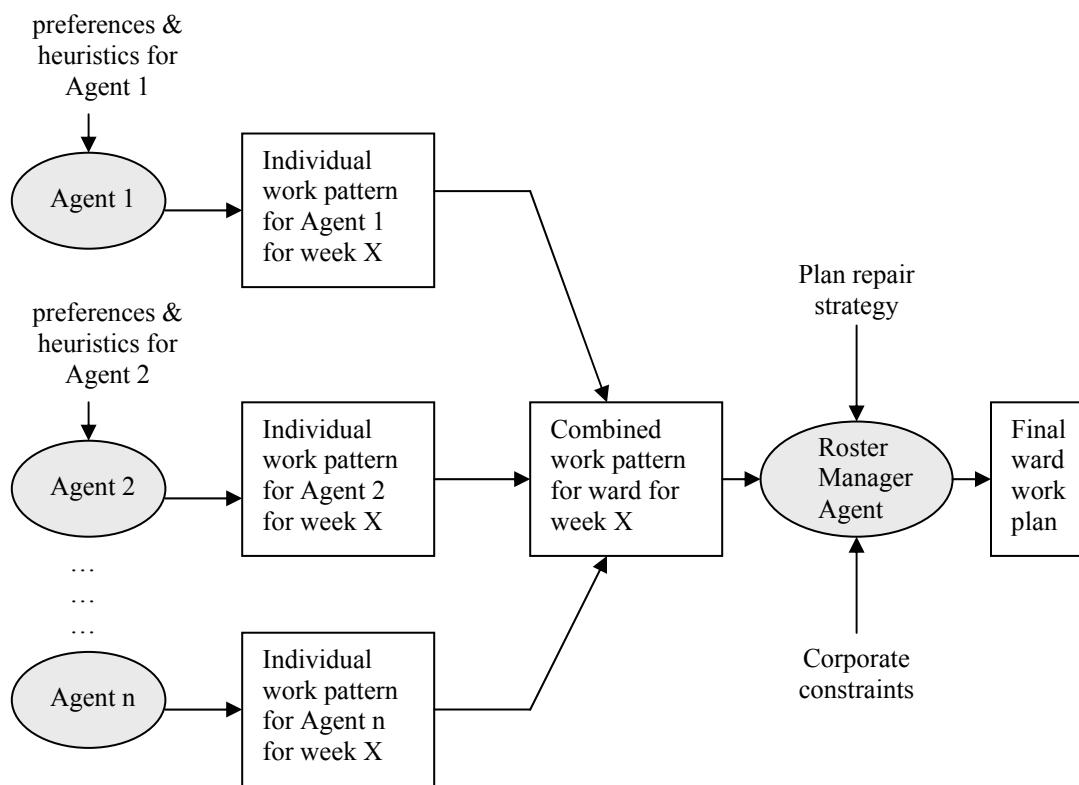 preferences &
heuristics for
Agent 1
Agent 1
Individual
work pattern
for Agent 1
for week X
preferences &
heuristics for
Agent 2
Agent 2
Individual
work pattern
for Agent 2
for week X
...
...
...
Agent n
Individual
work pattern
for Agent n
for week X
Combined
work pattern
for ward for
week X
Plan repair
strategy
Roster
Manager
Agent
Corporate
constraints
Final
ward
work
plan